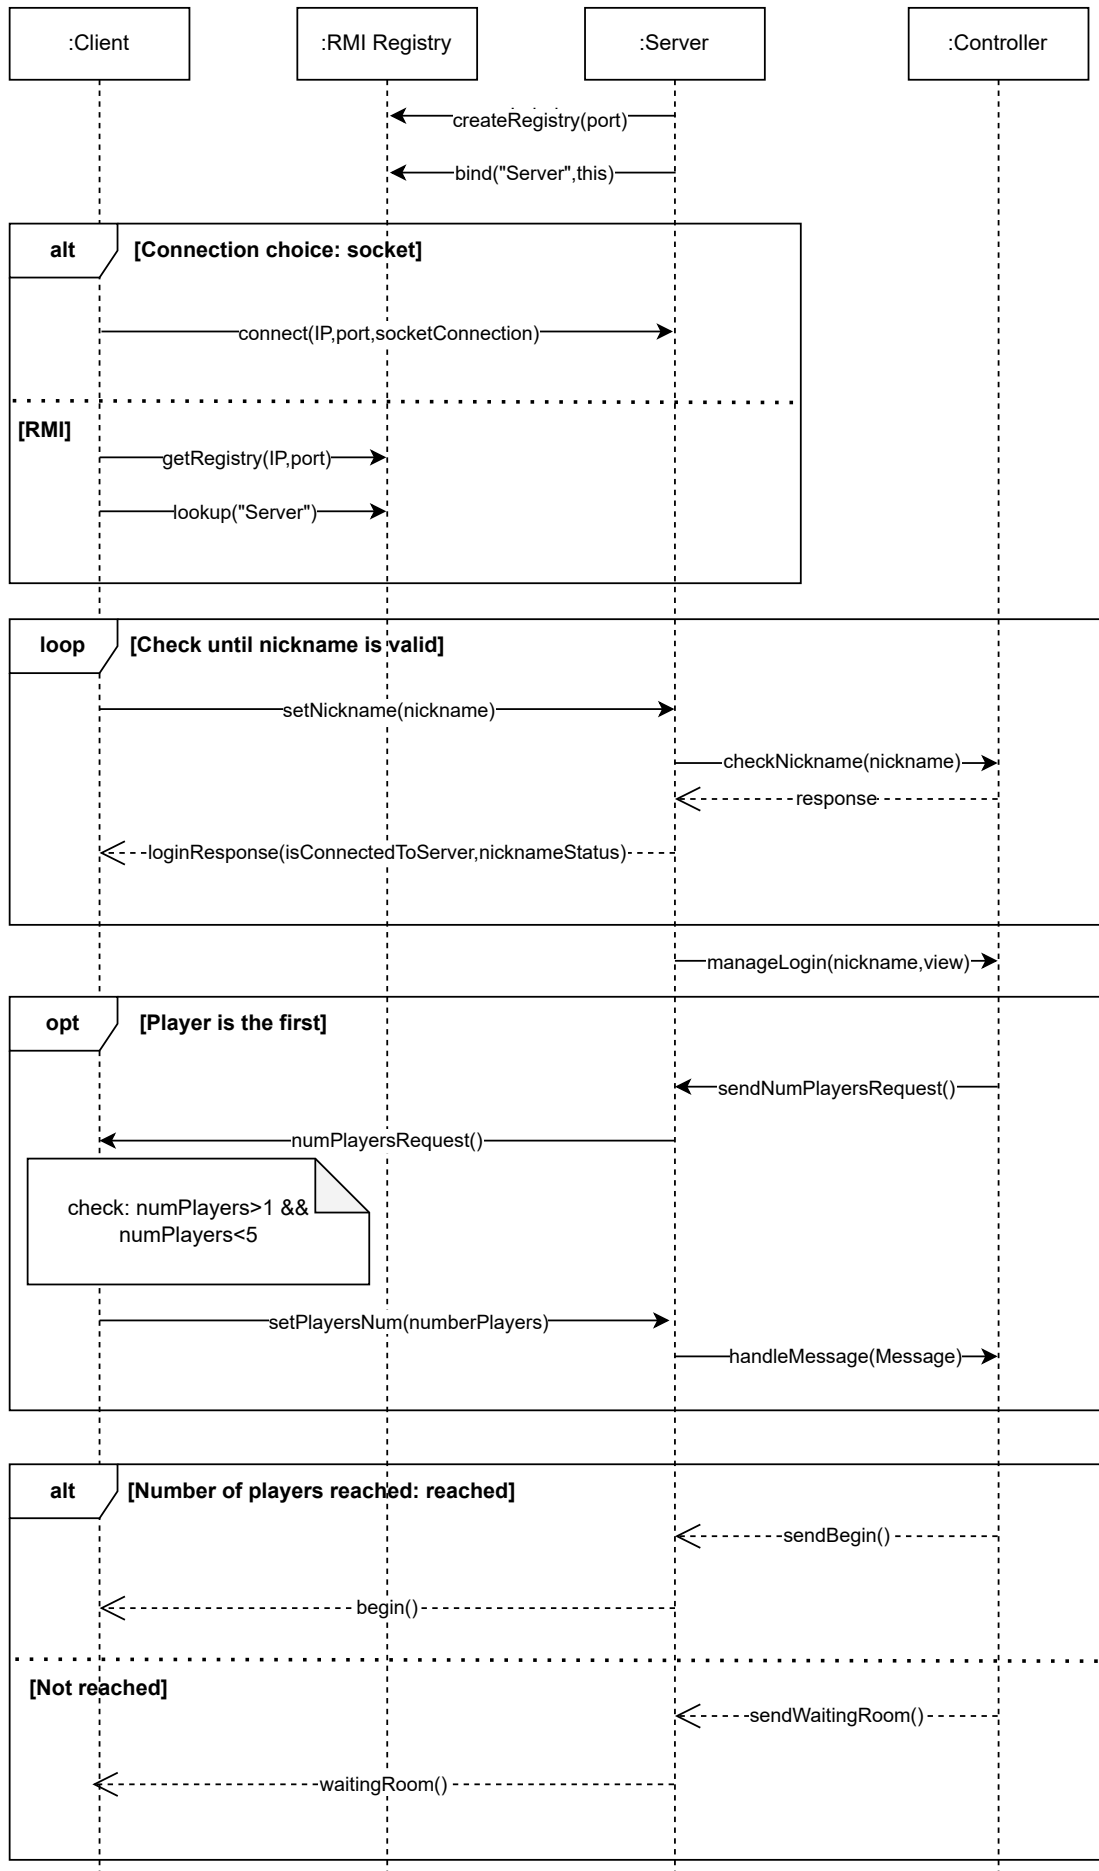 :Client
:RMI Registry
:Server
:Controller
createRegistry(port)
bind("Server",this)
alt
[Connection choice: socket]
connect(IP,port,socketConnection)
[RMI]
getRegistry(IP,port)
lookup("Server")
loop
[Check until nickname is valid]
setNickname(nickname)
checkNickname(nickname)
response
loginResponse(isConnectedToServer,nicknameStatus)
manageLogin(nickname,view)
opt
[Player is the first]
sendNumPlayersRequest()
numPlayersRequest()
check: numPlayers>1 &&
numPlayers<5
setPlayersNum(numberPlayers)
handleMessage(Message)
alt
[Number of players reached: reached]
sendBegin()
begin()
[Not reached]
sendWaitingRoom()
waitingRoom()